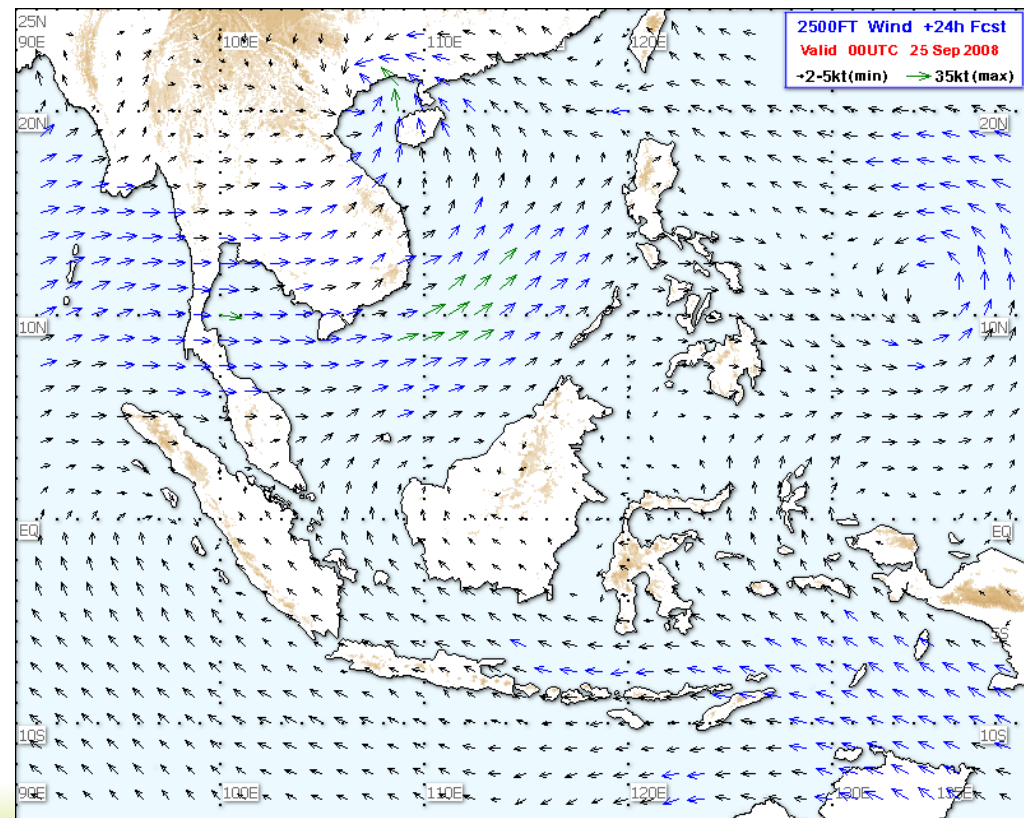 25N
90E
100E
110E
120E
2500FT Wind +24h Fcst
Valid 00UTC 25 Sep 2008
2-5kt(min) 35kt(max)
20N
20N
10N
10N
EQ
EQ
5S
10S
10S
90E
100E
110E
120E
130E
135E